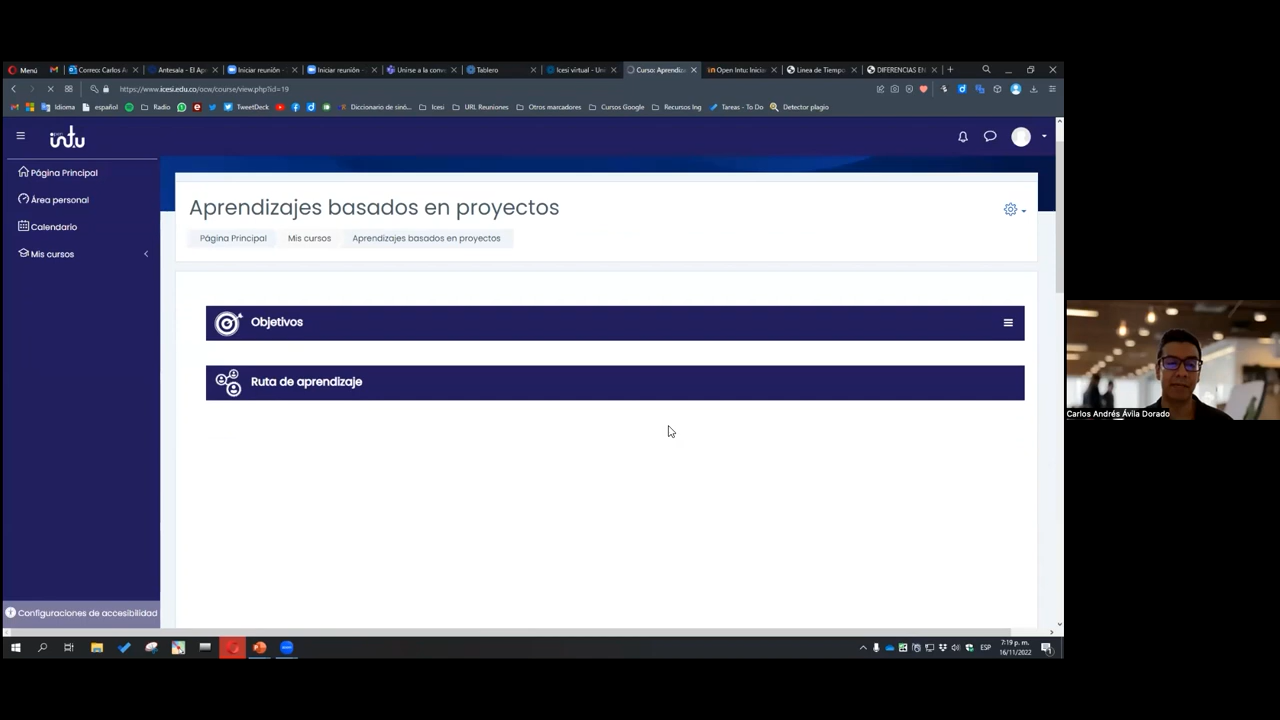 Menú
Correo: Carlos A
Antesala - El Ap
Iniciar reunión -
Iniciar reunión -
Unirse a la conv
Tablero
Icesi virtual - Un
Curso: Aprendiz
Open Intu: Inicia
Linea de Tiempo
DIFERENCIAS EN
https://www.icesi.edu.co/ocw/course/view.php?id=19
Idioma
español
Radio
TweetDeck
Diccionario de sinó...
Icesi
URL Reuniones
Otros marcadores
Cursos Google
Recursos Ing
Tareas - To Do
Detector plagio
intu
Página Principal
Área personal
Calendario
Mis cursos
Configuraciones de accesibilidad
Aprendizajes basados en proyectos
Página Principal
Mis cursos
Aprendizajes basados en proyectos
Objetivos
Ruta de aprendizaje
Carlos Andrés Ávila Dorado
ESP
7:19 p. m.
16/11/2022